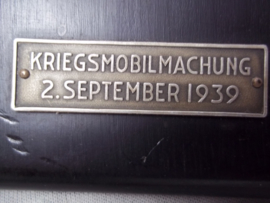 KRIEGSMOBILMACHUNG
2. SEPTEMBER 1939